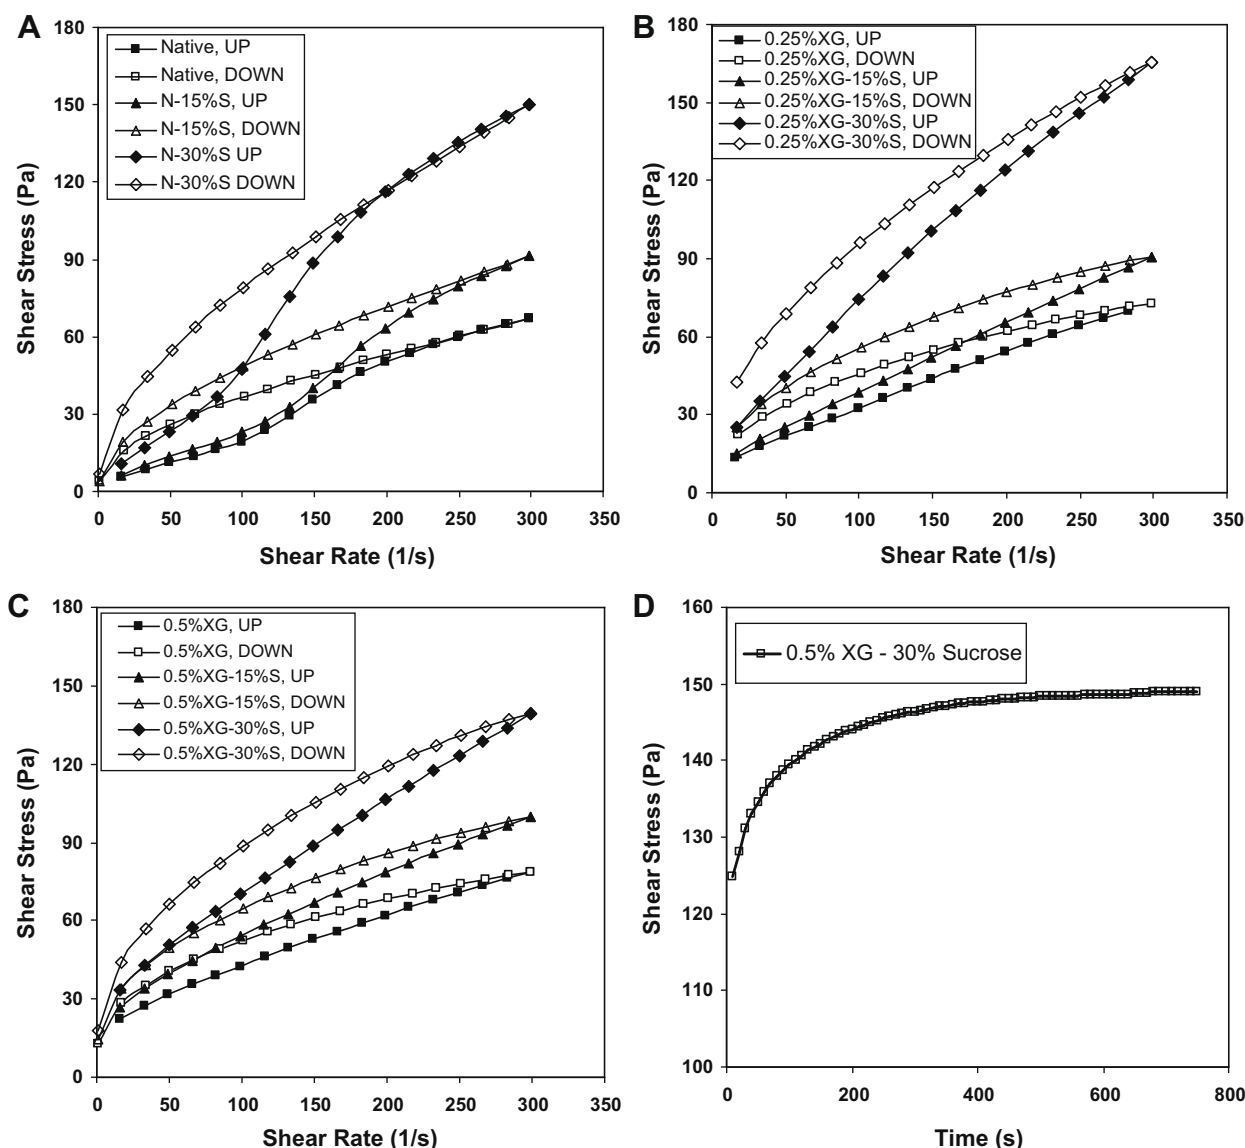 A
Native, UP
Native, DOWN
N-15%S, UP
N-15%S, DOWN
N-30%S UP
N-30%S DOWN
180
150
120
90
60
30
0
Shear Stress (Pa)
0 50 100 150 200 250 300 350
Shear Rate (1/s)
B
0.25%XG, UP
0.25%XG, DOWN
0.25%XG-15%S, UP
0.25%XG-15%S, DOWN
0.25%XG-30%S, UP
0.25%XG-30%S, DOWN
180
150
120
90
60
30
0
Shear Stress (Pa)
0 50 100 150 200 250 300 350
Shear Rate (1/s)
C
0.5%XG, UP
0.5%XG, DOWN
0.5%XG-15%S, UP
0.5%XG-15%S, DOWN
0.5%XG-30%S, UP
0.5%XG-30%S, DOWN
180
150
120
90
60
30
0
Shear Stress (Pa)
0 50 100 150 200 250 300 350
Shear Rate (1/s)
D
0.5% XG - 30% Sucrose
160
150
140
130
120
110
100
Shear Stress (Pa)
0 200 400 600 800
Time (s)